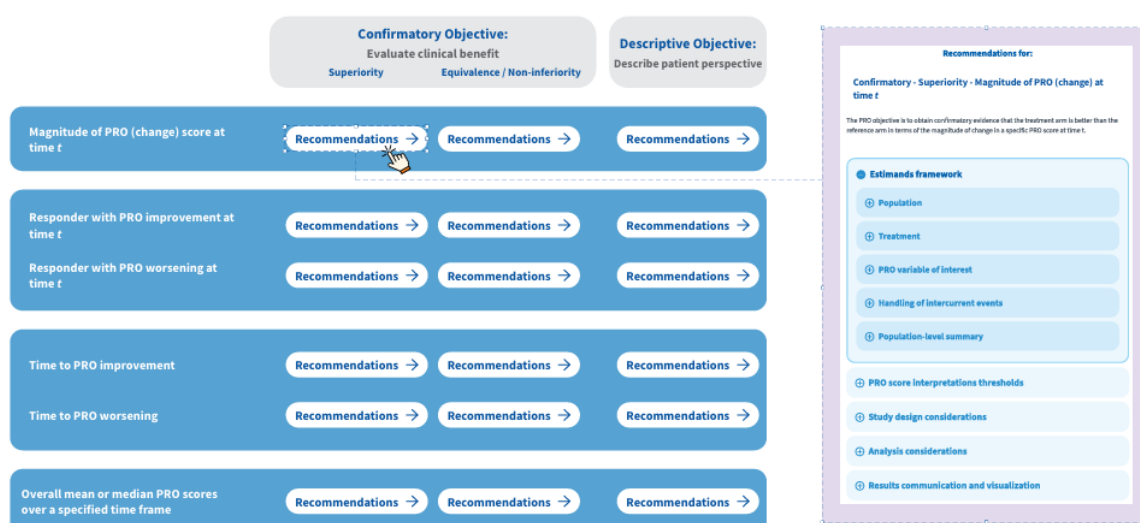 Confirmatory Objective:
Evaluate clinical benefit
Superiority
Equivalence / Non-inferiority
Descriptive Objective:
Describe patient perspective
Magnitude of PRO (change) score at
time t
Recommendations
Recommendations
Recommendations
Responder with PRO improvement at
time t
Recommendations
Recommendations
Recommendations
Responder with PRO worsening at
time t
Recommendations
Recommendations
Recommendations
Time to PRO improvement
Recommendations
Recommendations
Recommendations
Time to PRO worsening
Recommendations
Recommendations
Recommendations
Overall mean or median PRO scores
over a specified time frame
Recommendations
Recommendations
Recommendations
Recommendations for:
Confirmatory - Superiority - Magnitude of PRO (change) at
time t
The PRO objective is to obtain confirmatory evidence that the treatment arm is better than the
reference arm in terms of the magnitude of change in a specific PRO score at time t.
Estimands framework
Population
Treatment
PRO variable of interest
Handling of intercurrent events
Population-level summary
PRO score interpretations thresholds
Study design considerations
Analysis considerations
Results communication and visualization